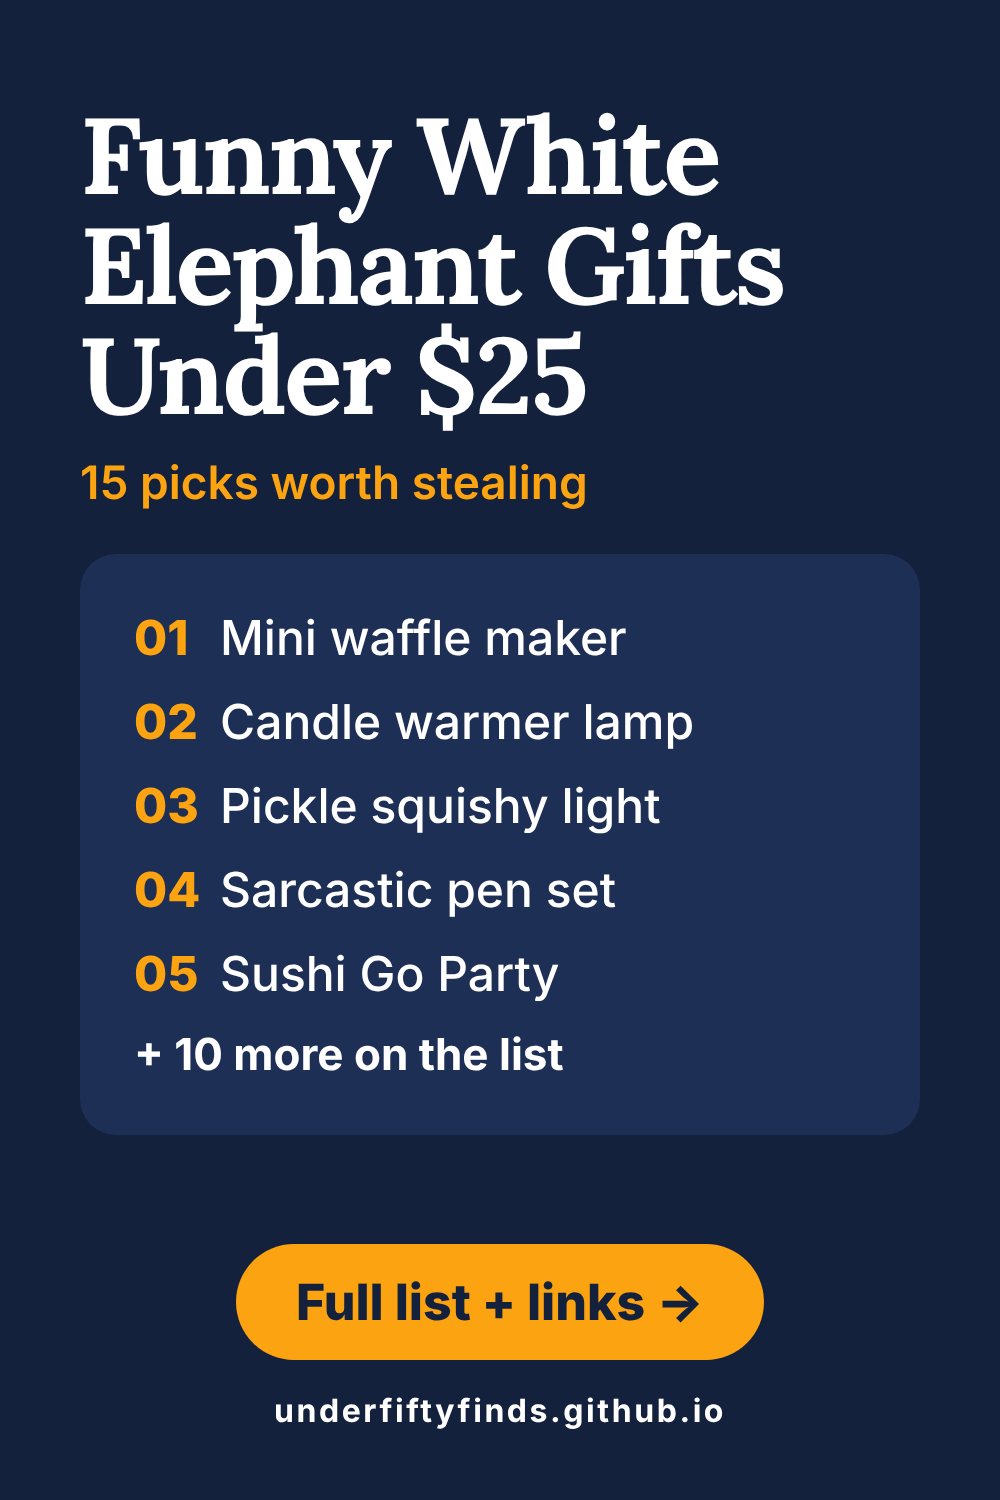 Funny White
Elephant Gifts
Under $25
15 picks worth stealing
01 Mini waffle maker
02 Candle warmer lamp
03 Pickle squishy light
04 Sarcastic pen set
05 Sushi Go Party
+ 10 more on the list
Full list + links →
underfiftyfinds.github.io